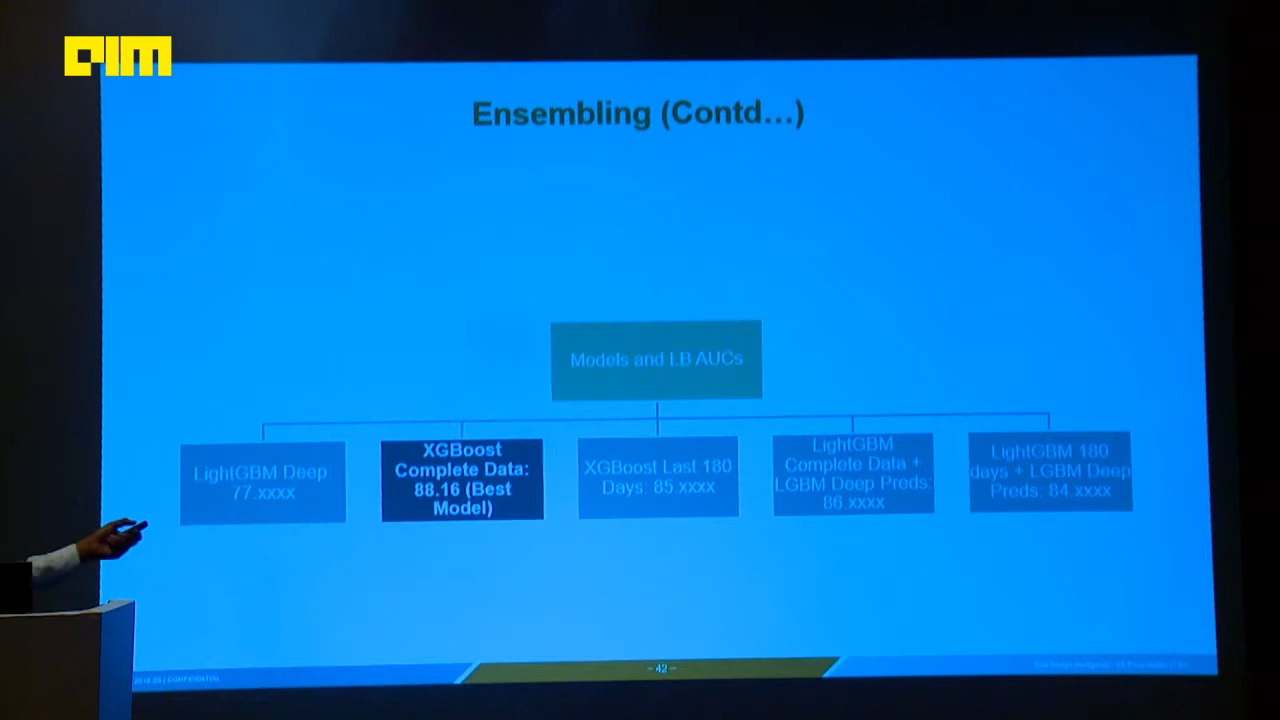 AIM
Ensembling (Contd...)
Models and LB AUCs
LightGBM Deep:
77.xxxx
XGBoost
Complete Data:
88.16 (Best
Model)
XGBoost Last 180
Days: 85.xxxx
LightGBM
Complete Data +
LGBM Deep Preds:
86.xxxx
LightGBM 180
days + LGBM Deep
Preds: 84.xxxx
| CONFIDENTIAL
– 42 –